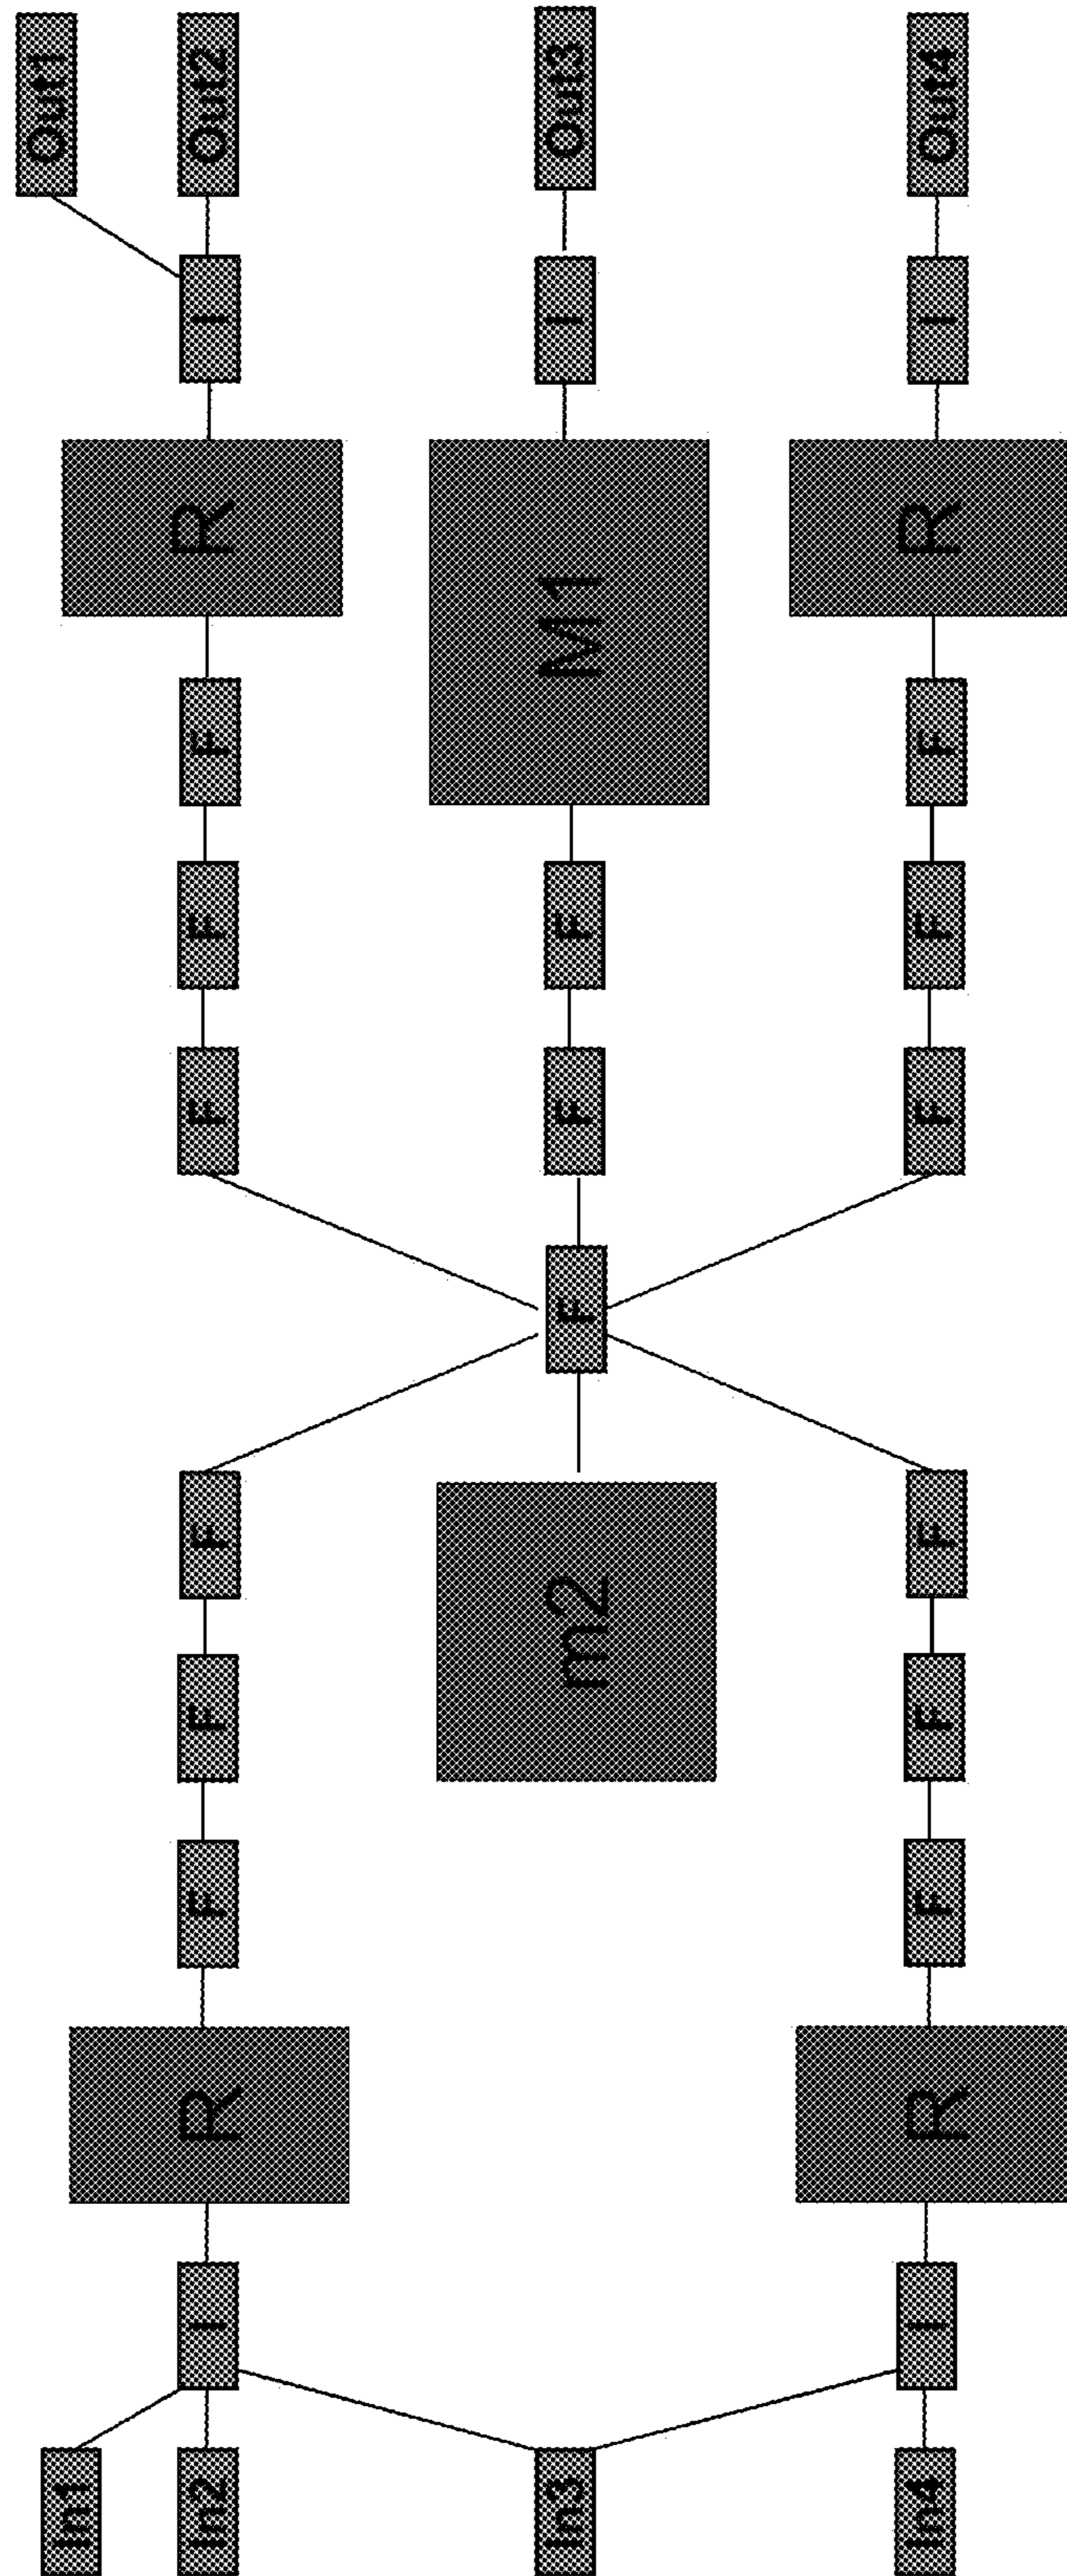 In1 Out1
In2 I R F F F F F F R I Out2
In3 m2 F F F M1 I Out3
In4 I R F F F F F F R I Out4